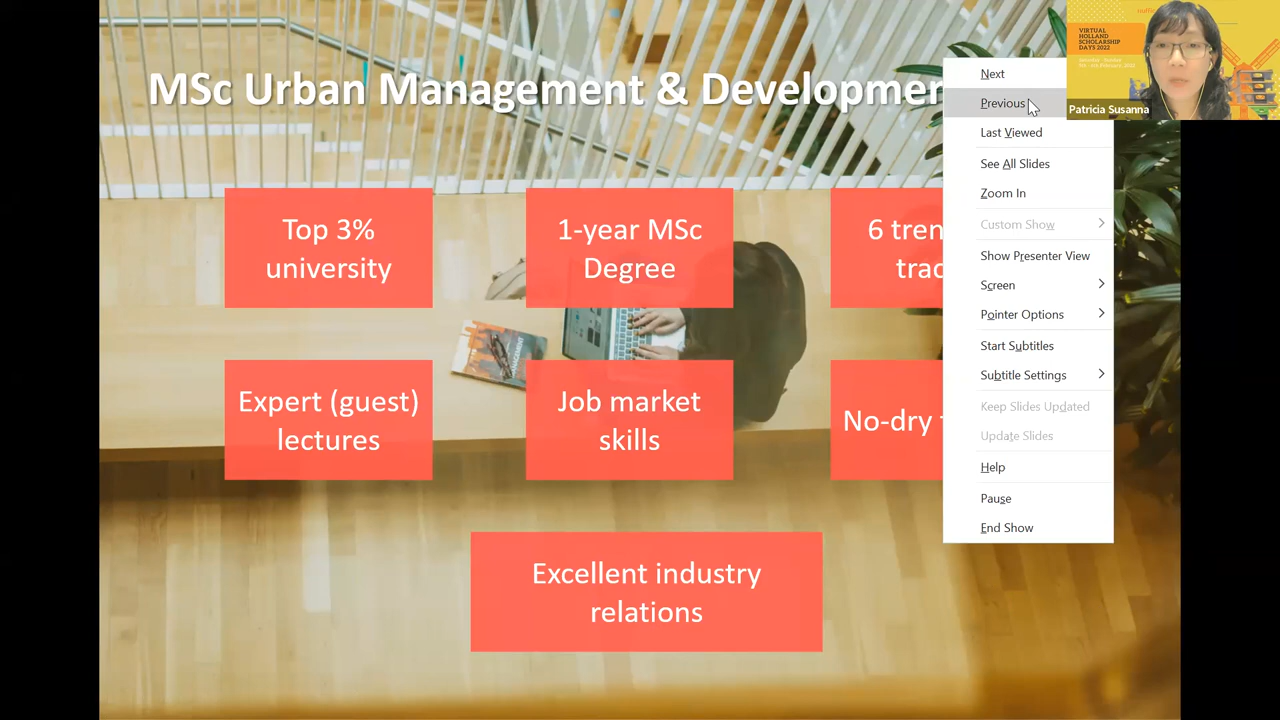 MSc Urban Management & Developmen
Top 3%
university
1-year MSc
Degree
6 tren
trac
Expert (guest)
lectures
Job market
skills
No-dry
Excellent industry
relations
Next
Previous
Last Viewed
See All Slides
Zoom In
Custom Show
Show Presenter View
Screen
Pointer Options
Start Subtitles
Subtitle Settings
Keep Slides Updated
Update Slides
Help
Pause
End Show
VIRTUAL
HOLLAND
SCHOLARSHIP
DAYS 2022
Patricia Susanna